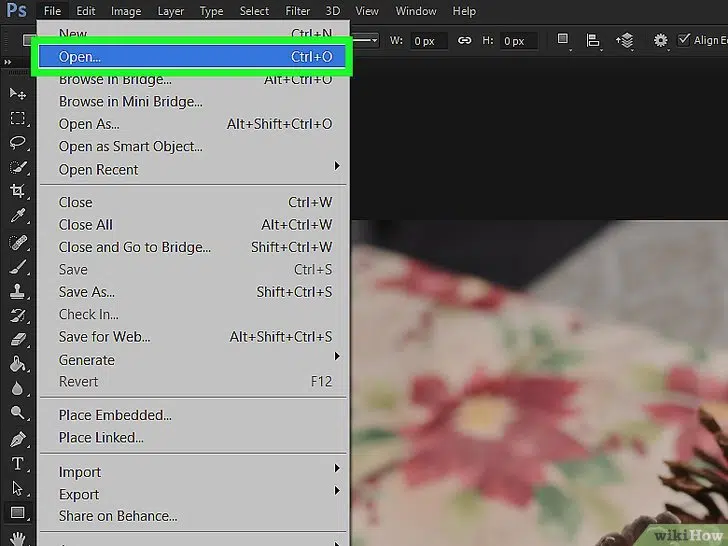 Ps File Edit Image Layer Type Select Filter 3D View Window Help
W: 0 px H: 0 px Align
New... Ctrl+N
Open... Ctrl+O
Browse in Bridge... Alt+Ctrl+O
Browse in Mini Bridge...
Open As... Alt+Shift+Ctrl+O
Open as Smart Object...
Open Recent
Close Ctrl+W
Close All Alt+Ctrl+W
Close and Go to Bridge... Shift+Ctrl+W
Save Ctrl+S
Save As... Shift+Ctrl+S
Check In...
Save for Web... Alt+Shift+Ctrl+S
Generate
Revert F12
Place Embedded...
Place Linked...
Import
Export
Share on Behance...
T
wikiHow